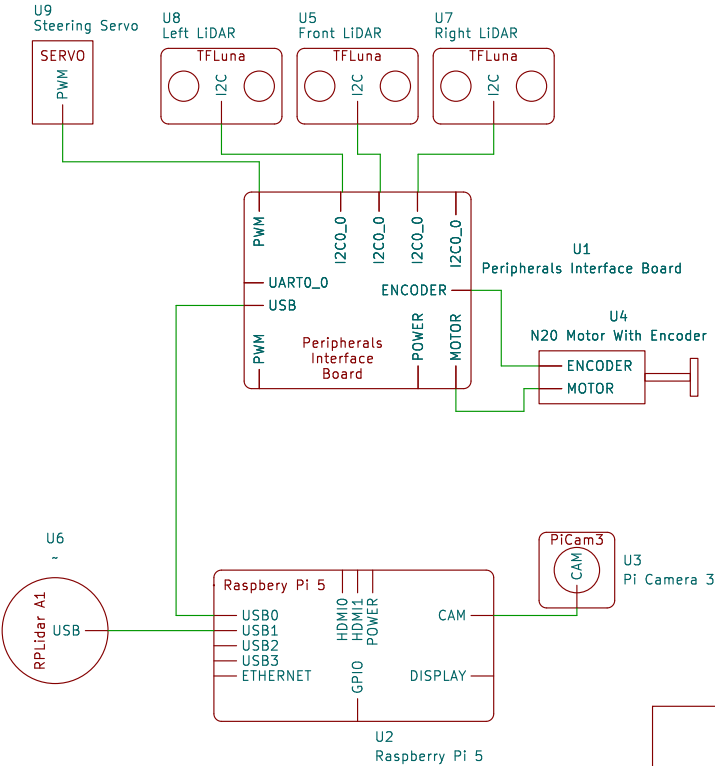 U9
Steering Servo
SERVO
PWM
U8
Left LiDAR
TFLuna
I2C
U5
Front LiDAR
TFLuna
I2C
U7
Right LiDAR
TFLuna
I2C
PWM
I2C0_0
I2C0_0
I2C0_0
I2C0_0
UART0_0
USB
ENCODER
PWM
Peripherals
Interface
Board
POWER
MOTOR
U1
Peripherals Interface Board
U4
N20 Motor With Encoder
ENCODER
MOTOR
U6
~
RPLidar A1
USB
Raspbery Pi 5
HDMI0
HDMI1
POWER
USB0
USB1
USB2
USB3
ETHERNET
GPIO
CAM
DISPLAY
U2
Raspberry Pi 5
PiCam3
CAM
U3
Pi Camera 3